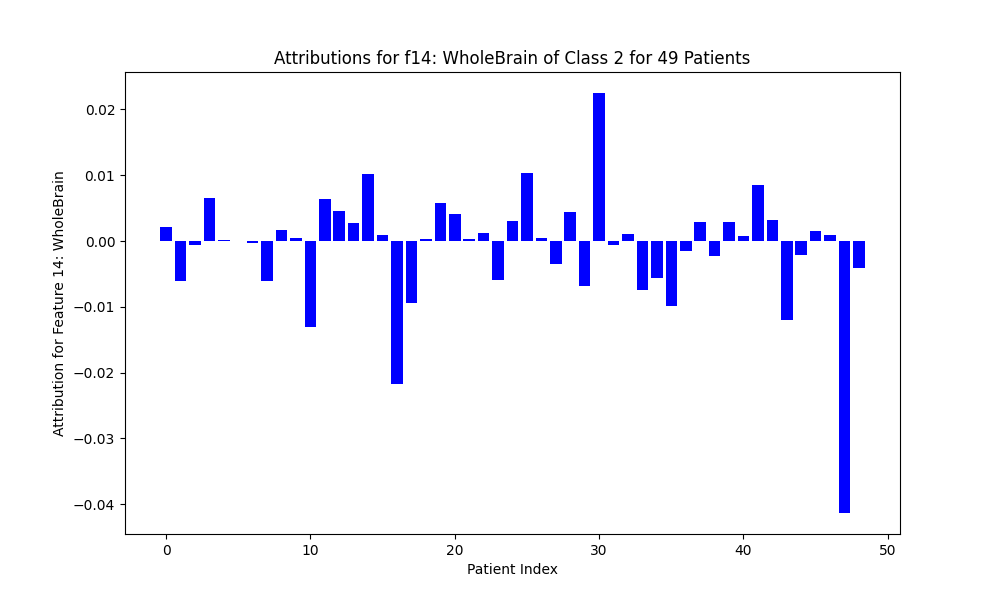 Attributions for f14: WholeBrain of Class 2 for 49 Patients
Attribution for Feature 14: WholeBrain
0.02
0.01
0.00
−0.01
−0.02
−0.03
−0.04
0 10 20 30 40 50
Patient Index